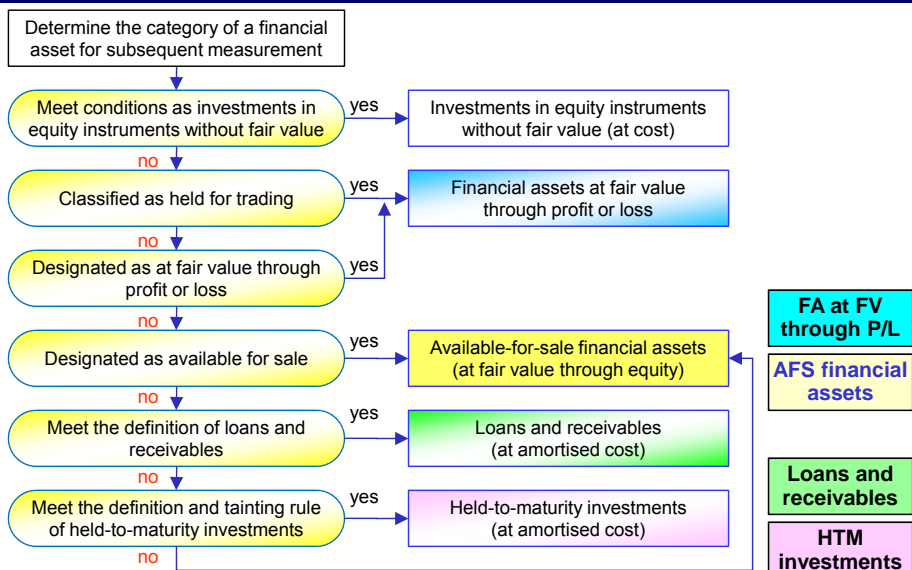 Determine the category of a financial
asset for subsequent measurement
Meet conditions as investments in
equity instruments without fair value
yes
Investments in equity instruments
without fair value (at cost)
no
Classified as held for trading
yes
Financial assets at fair value
through profit or loss
no
Designated as at fair value through
profit or loss
yes
no
Designated as available for sale
yes
Available-for-sale financial assets
(at fair value through equity)
no
Meet the definition of loans and
receivables
yes
Loans and receivables
(at amortised cost)
no
Meet the definition and tainting rule
of held-to-maturity investments
yes
Held-to-maturity investments
(at amortised cost)
no
FA at FV
through P/L
AFS financial
assets
Loans and
receivables
HTM
investments